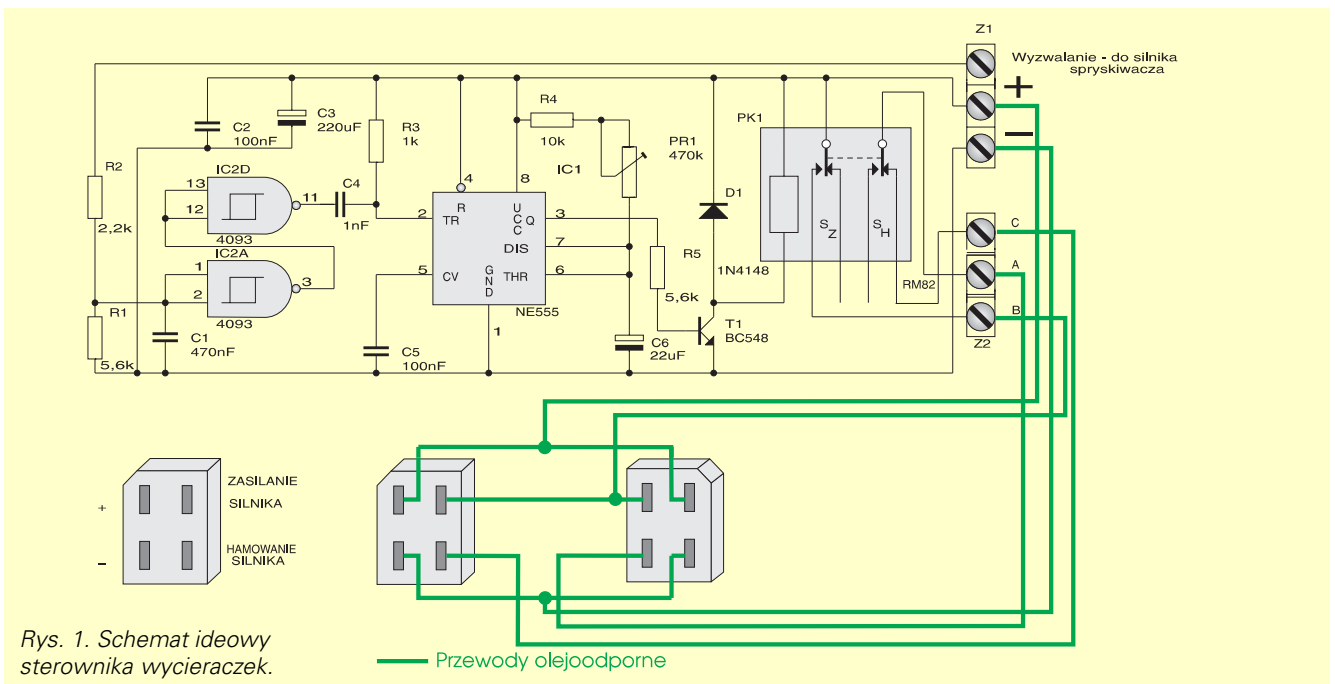 Z1
Wyzwalanie - do silnika
spryskiwacza
+
−
R2
2,2k
C2
100nF
C3
220uF
R3
1k
R4
10k
IC1
PR1
470k
PK1
IC2D
13
12
11
4093
C4
1nF
IC2A
1
2
3
4093
R1
5,6k
C1
470nF
4
8
2
TR
R
UCC
Q
3
DIS
7
5
CV
GND
THR
6
NE555
1
C5
100nF
R5
5,6k
D1
1N4148
SZ
SH
RM82
C
A
B
Z2
T1
BC548
C6
22uF
ZASILANIE
+
SILNIKA
HAMOWANIE
−
SILNIKA
Rys. 1. Schemat ideowy
sterownika wycieraczek.
Przewody olejoodporne